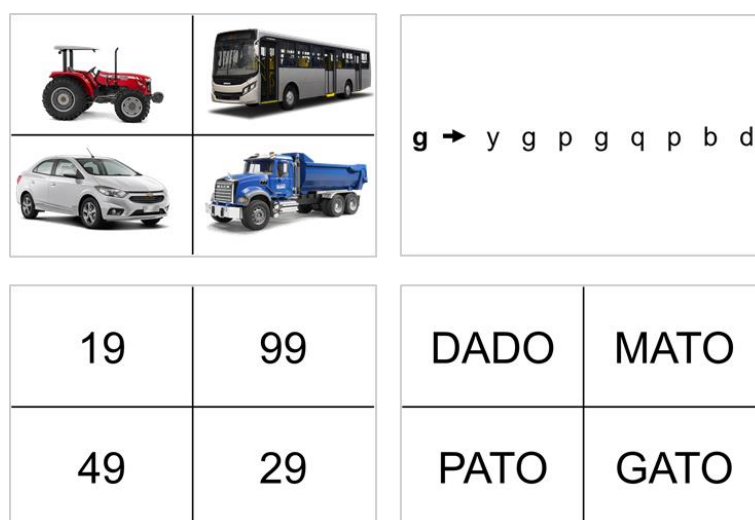 g → y g p g q p b d
19 99
49 29
DADO MATO
PATO GATO